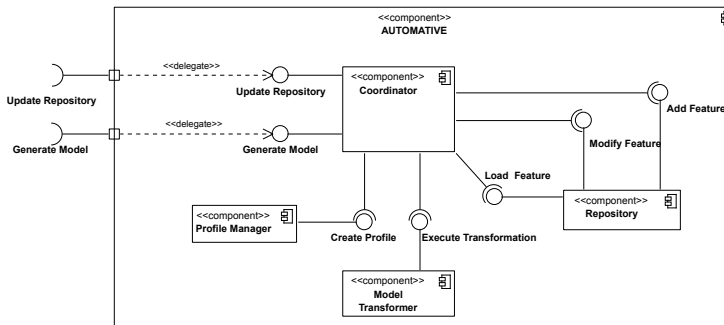 <<component>>
AUTOMATIVE
<<delegate>>
Update Repository
Update Repository
<<component>>
Coordinator
Add Feature
<<delegate>>
Generate Model
Generate Model
Modify Feature
Load Feature
<<component>>
Repository
<<component>>
Profile Manager
Create Profile
Execute Transformation
<<component>>
Model
Transformer